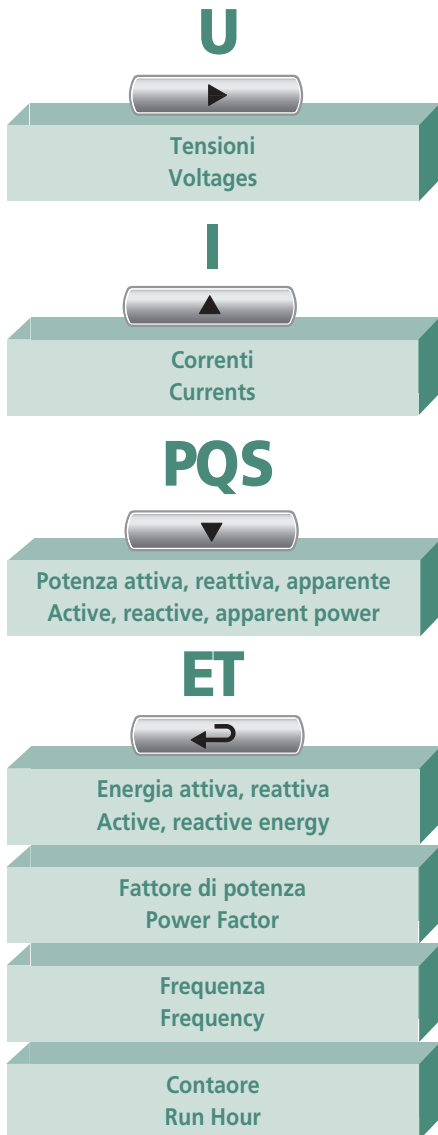 U
Tensioni
Voltages
I
Correnti
Currents
PQS
Potenza attiva, reattiva, apparente
Active, reactive, apparent power
ET
Energia attiva, reattiva
Active, reactive energy
Fattore di potenza
Power Factor
Frequenza
Frequency
Contaore
Run Hour